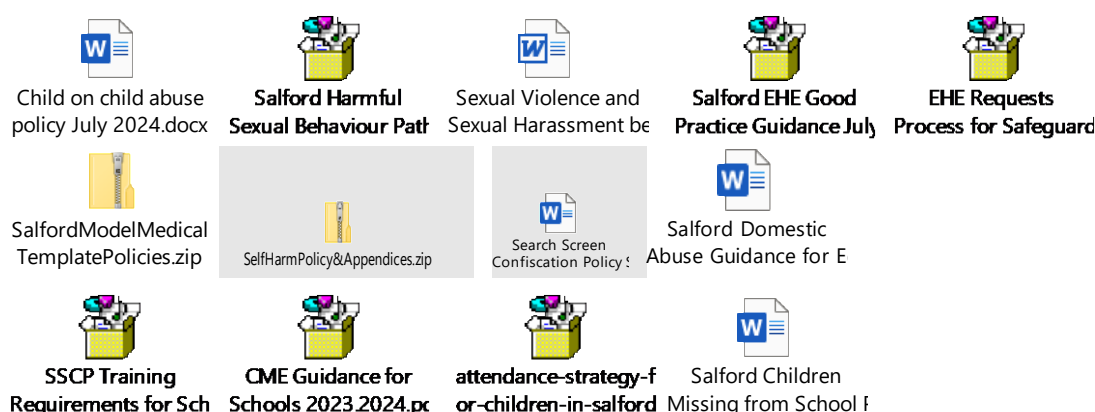 Child on child abuse
policy July 2024.docx
Salford Harmful
Sexual Behaviour Path
Sexual Violence and
Sexual Harassment be
Salford EHE Good
Practice Guidance July
EHE Requests
Process for Safeguard
SalfordModelMedical
TemplatePolicies.zip
SelfHarmPolicy&Appendices.zip
Search Screen
Confiscation Policy S
Salford Domestic
Abuse Guidance for E
SSCP Training
Requirements for Sch
CME Guidance for
Schools 2023.2024.pd
attendance-strategy-f
or-children-in-salford
Salford Children
Missing from School P